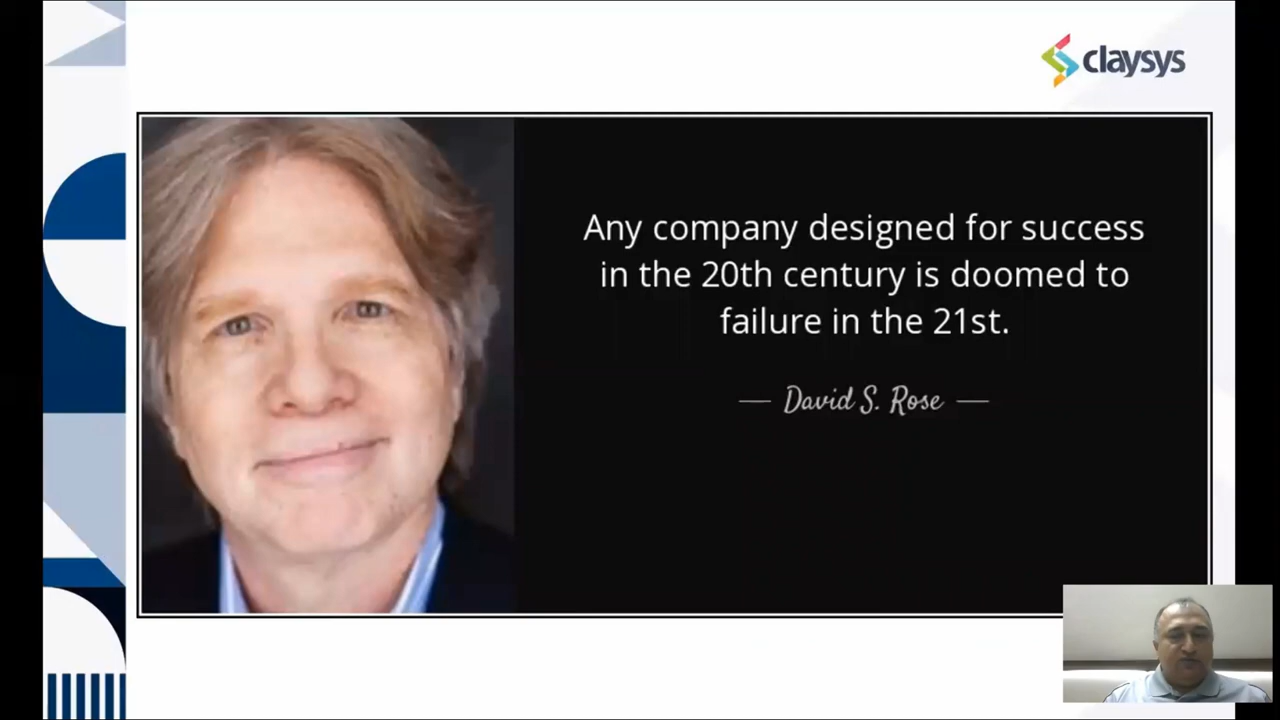 claysys
Any company designed for success
in the 20th century is doomed to
failure in the 21st.
— David S. Rose —